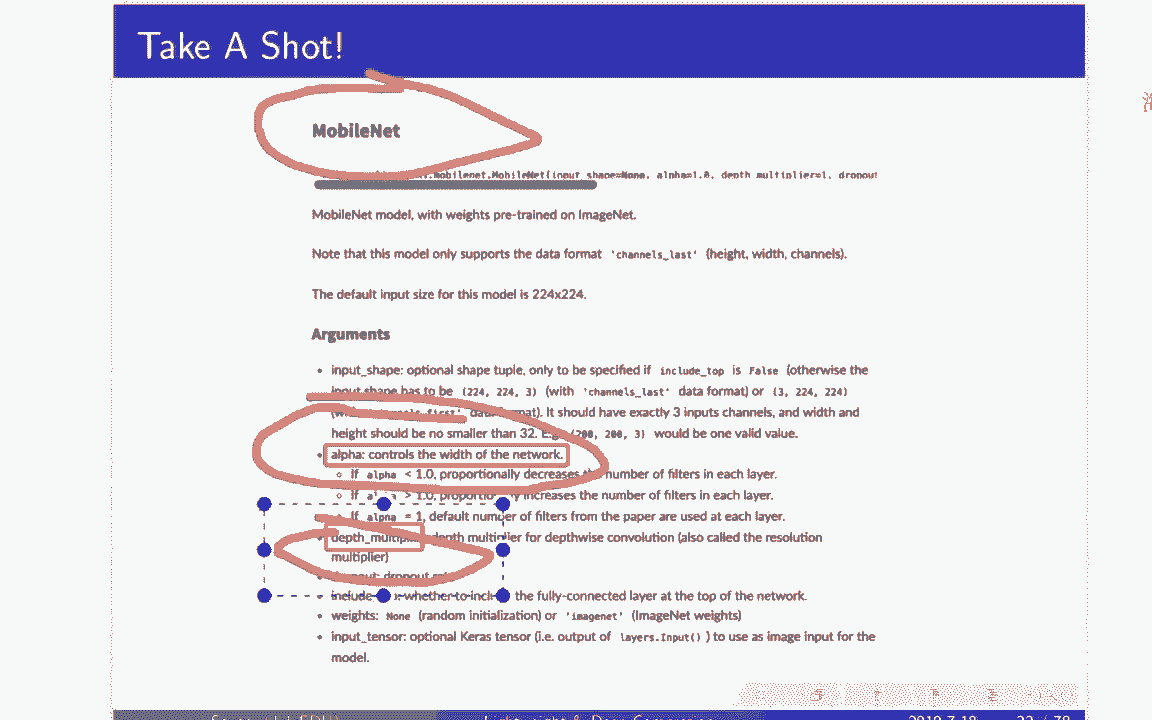 Take A Shot!
MobileNet
.mobilenet.MobileNet(input_shape=None, alpha=1.0, depth_multiplier=1, dropout
MobileNet model, with weights pre-trained on ImageNet.
Note that this model only supports the data format 'channels_last' (height, width, channels).
The default input size for this model is 224x224.
Arguments
• input_shape: optional shape tuple, only to be specified if include_top is False (otherwise the
input shape has to be (224, 224, 3) (with 'channels_last' data format) or (3, 224, 224)
(with 'channels_first' data format). It should have exactly 3 inputs channels, and width and
height should be no smaller than 32. E.g. (200, 200, 3) would be one valid value.
• alpha: controls the width of the network.
◦ If alpha < 1.0, proportionally decreases the number of filters in each layer.
◦ If alpha > 1.0, proportionally increases the number of filters in each layer.
◦ If alpha = 1, default number of filters from the paper are used at each layer.
• depth_multiplier: depth multiplier for depthwise convolution (also called the resolution
multiplier)
• dropout: dropout rate
• include whether to include the fully-connected layer at the top of the network.
• weights: None (random initialization) or 'imagenet' (ImageNet weights)
• input_tensor: optional Keras tensor (i.e. output of layers.Input() ) to use as image input for the
model.